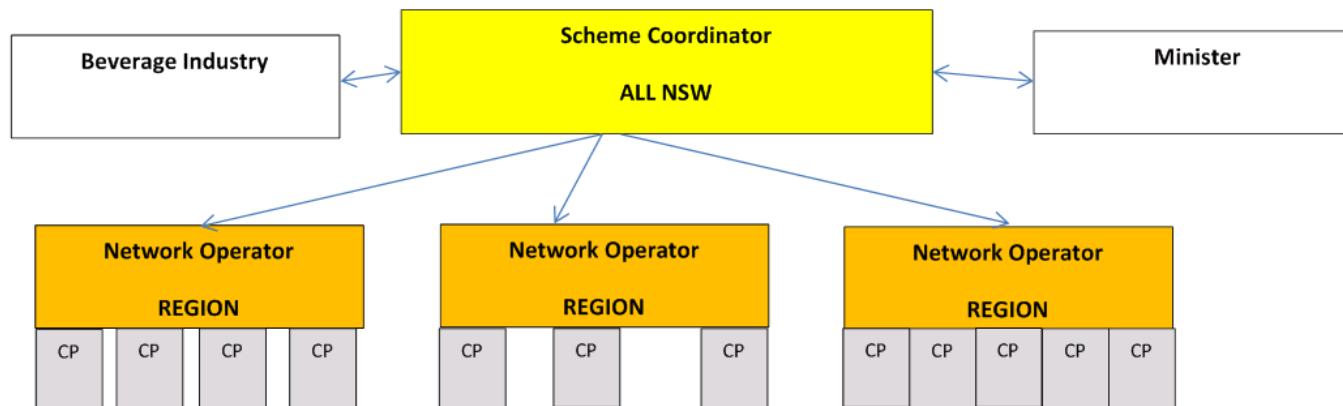 Beverage Industry
Scheme Coordinator
ALL NSW
Minister
Network Operator
REGION
Network Operator
REGION
Network Operator
REGION
CP
CP
CP
CP
CP
CP
CP
CP
CP
CP
CP
CP